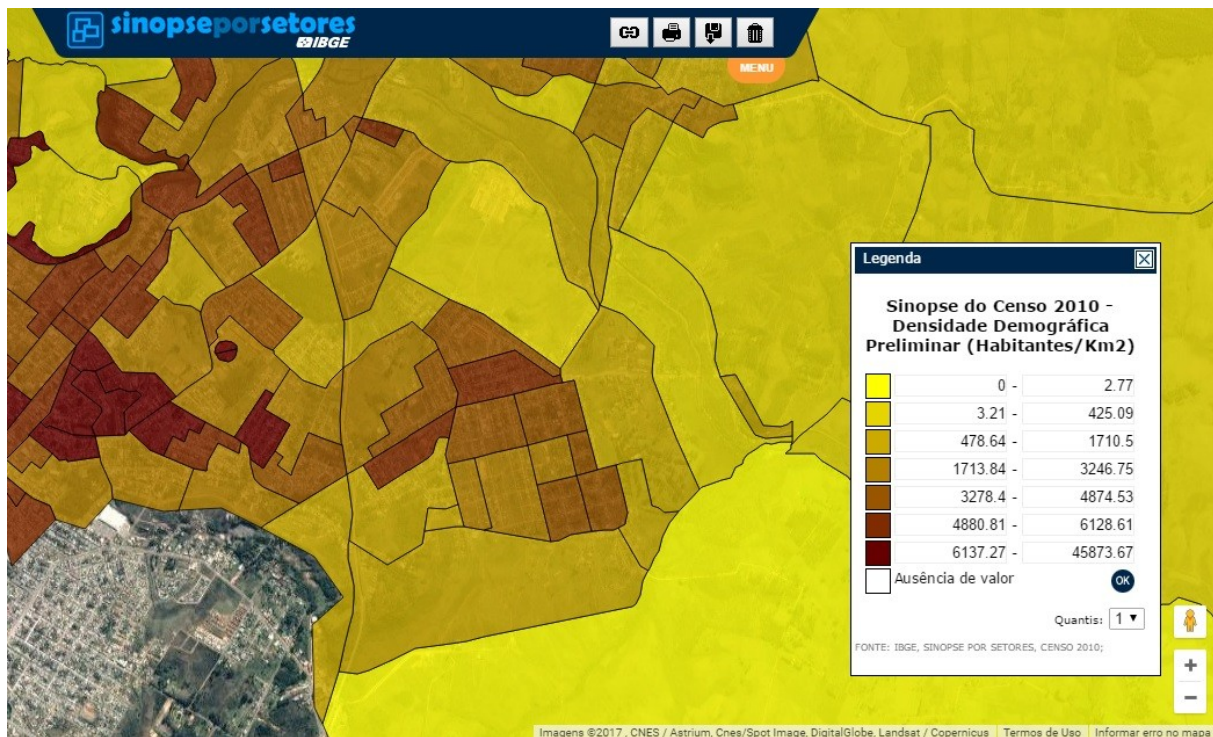 sinopseporsetores
IBGE
MENU
Legenda
Sinopse do Censo 2010 -
Densidade Demográfica
Preliminar (Habitantes/Km2)
0 - 2.77
3.21 - 425.09
478.64 - 1710.5
1713.84 - 3246.75
3278.4 - 4874.53
4880.81 - 6128.61
6137.27 - 45873.67
Ausência de valor OK
Quantis: 1
FONTE: IBGE, SINOPSE POR SETORES, CENSO 2010;
Imagens ©2017 , CNES / Astrium, Cnes/Spot Image, DigitalGlobe, Landsat / Copernicus Termos de Uso Informar erro no mapa